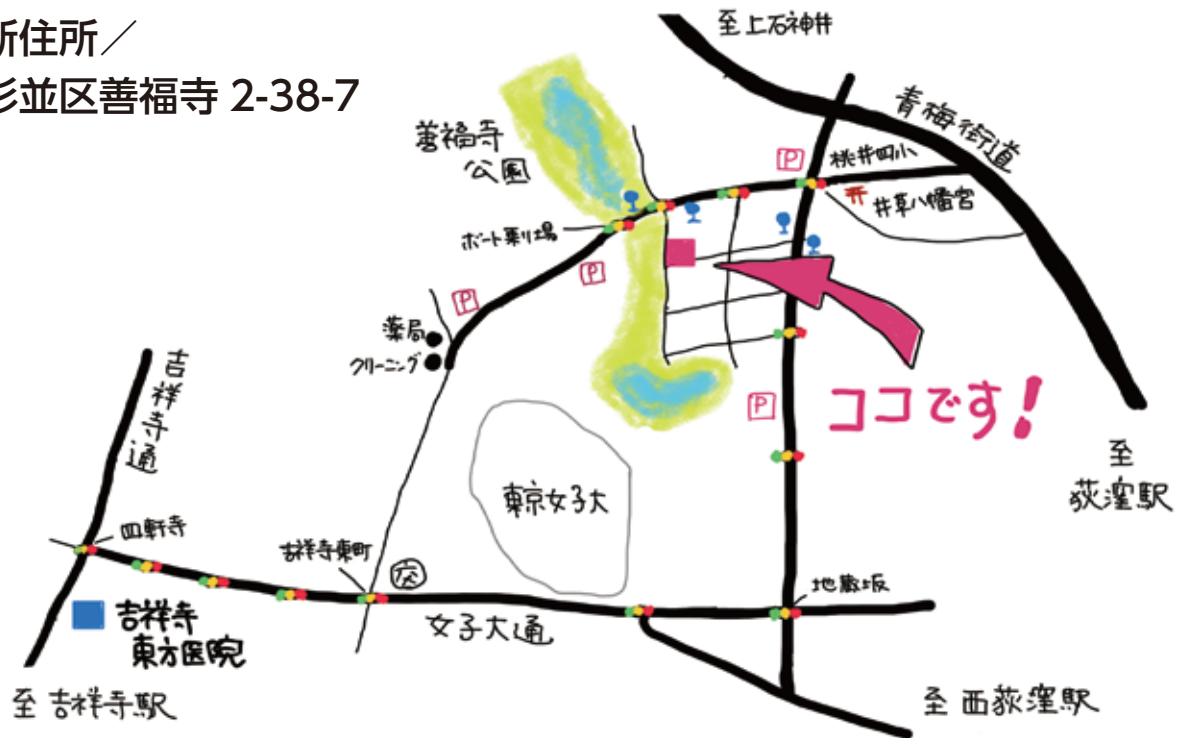 所住所／
杉並区善福寺 2-38-7
至上石神井
青梅街道
善福寺
公園
P
桃井四小
井草八幡宮
ボート乗り場
P
P
薬局
クリーニング
ココです！
P
吉祥寺通
至
荻窪駅
東京女子大
四軒寺
吉祥寺東町
交
地蔵坂
女子大通
吉祥寺
東方医院
至吉祥寺駅
至西荻窪駅